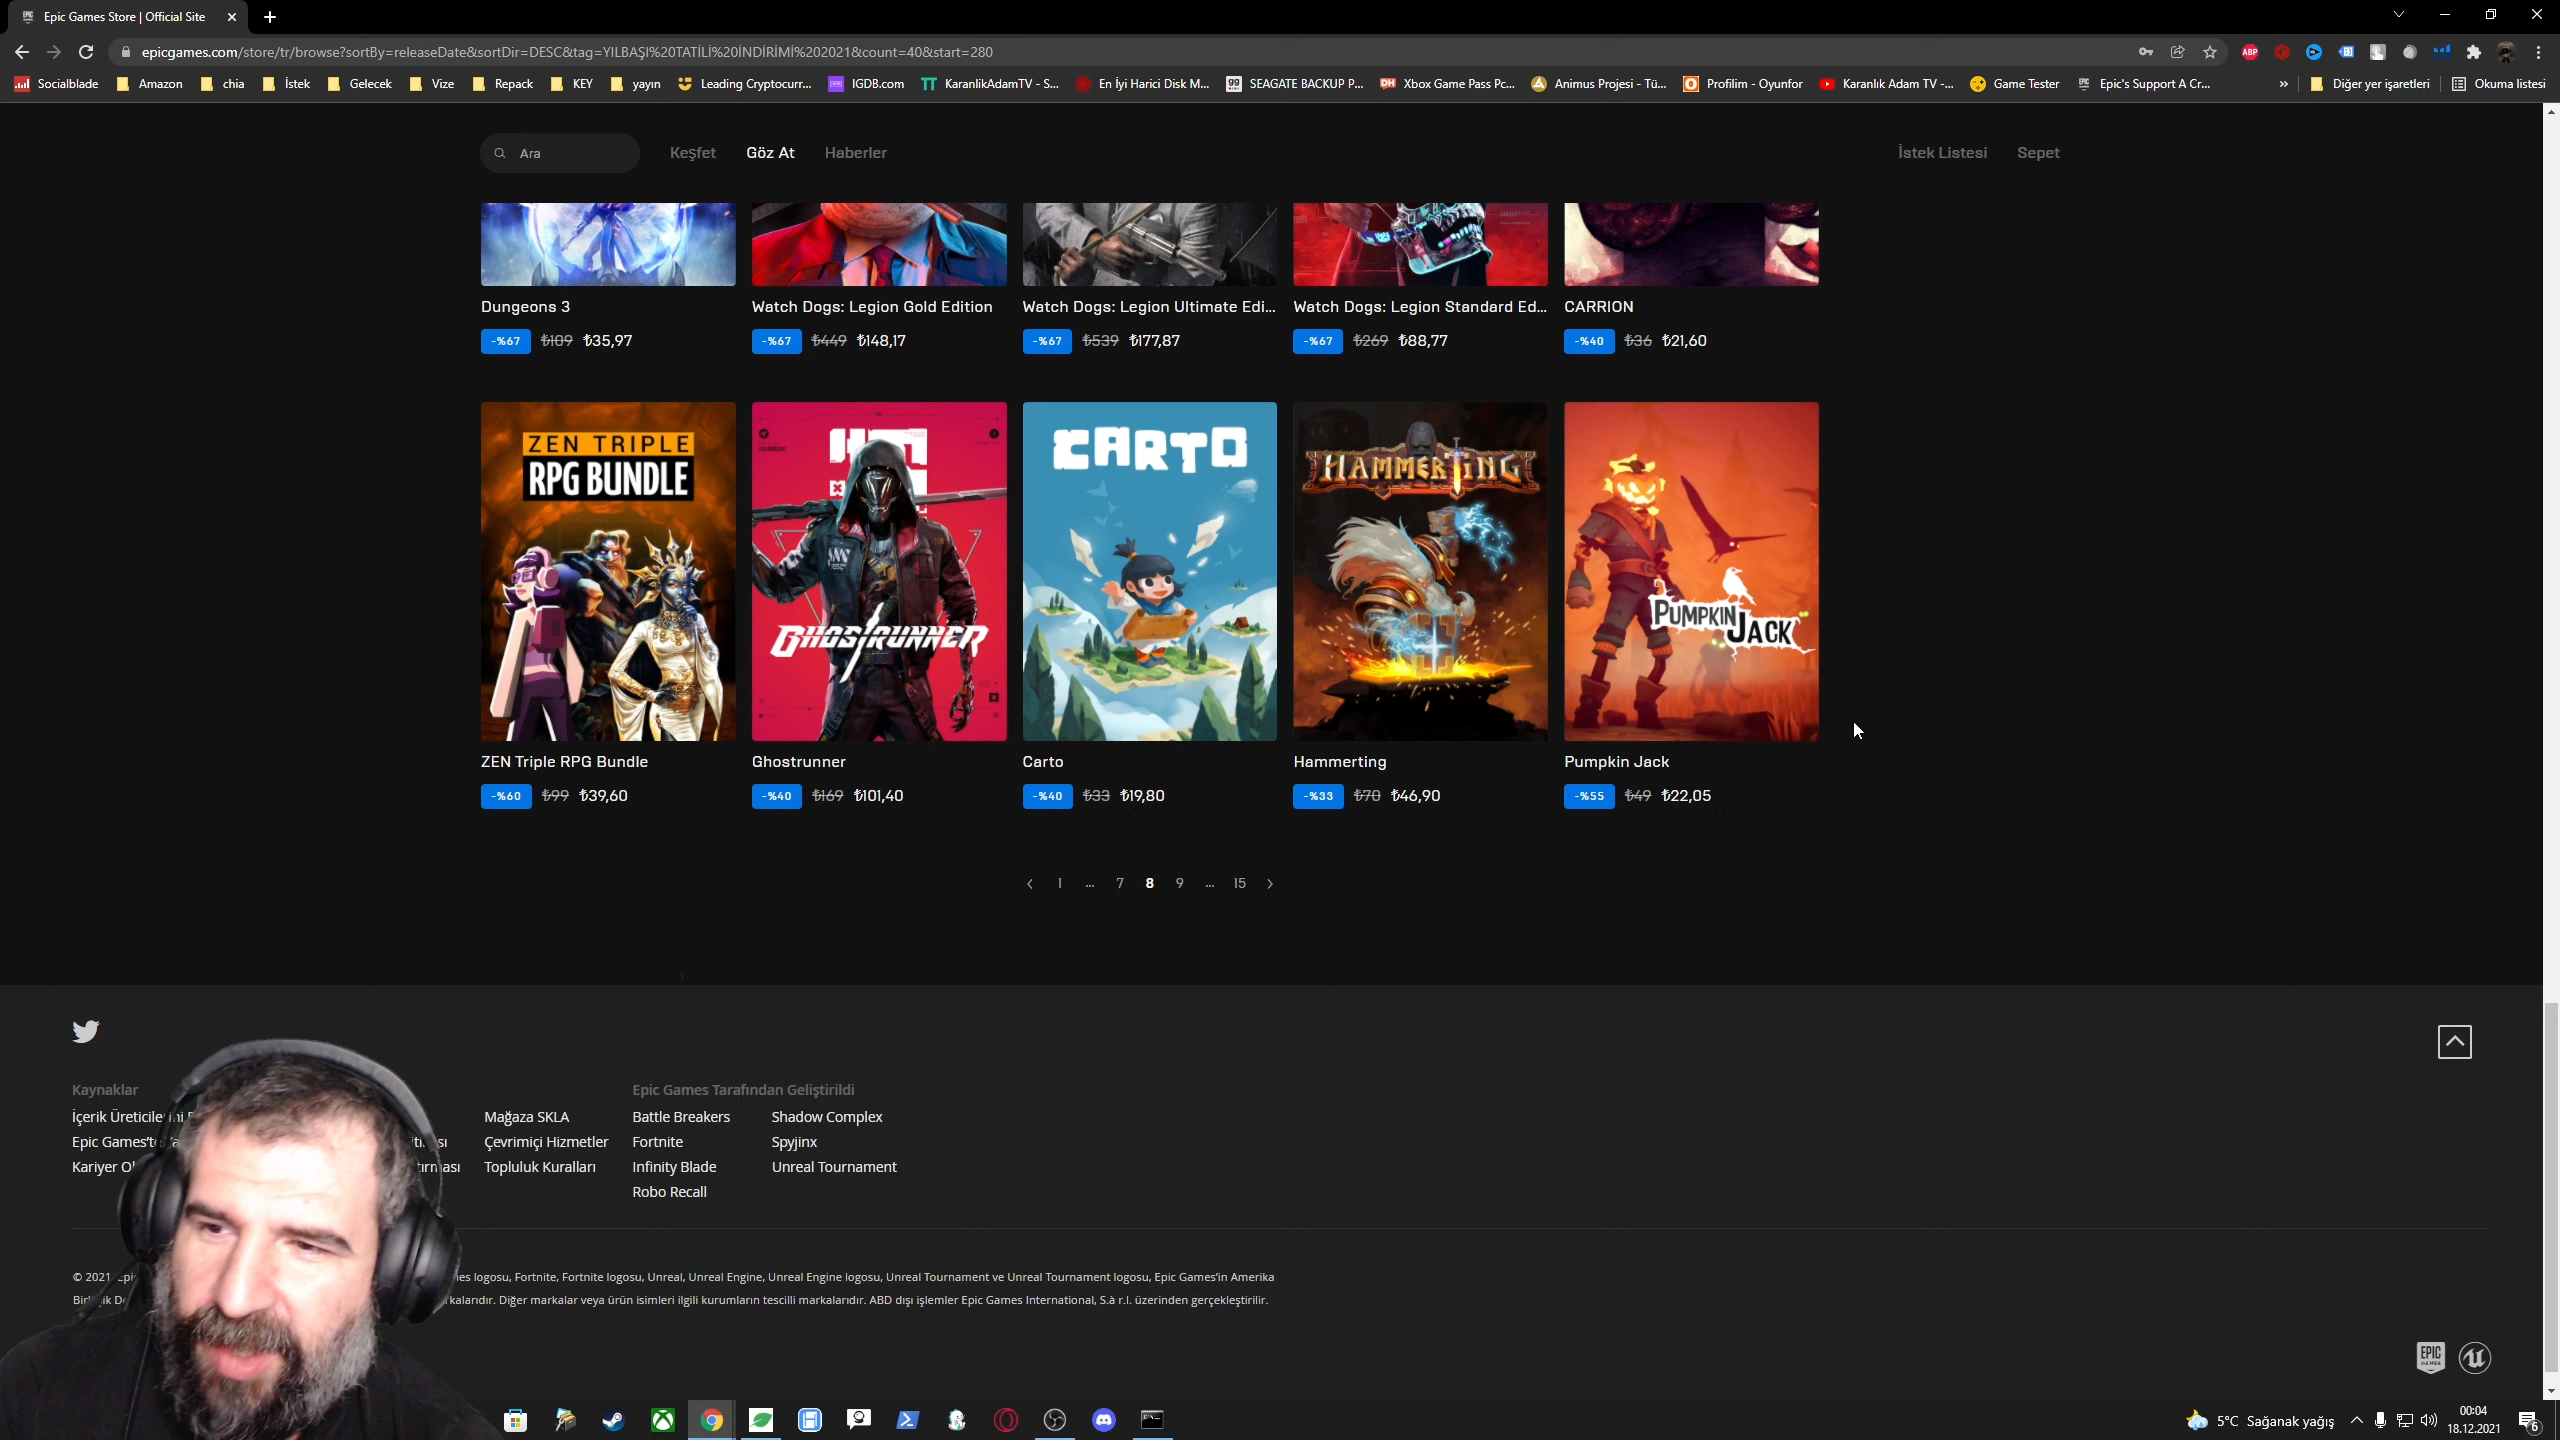 Epic Games Store | Official Site
epicgames.com/store/tr/browse?sortBy=releaseDate&sortDir=DESC&tag=YILBAŞI%20TATİLİ%20İNDİRİMİ%202021&count=40&start=280
ABP
Socialblade Amazon chia İstek Gelecek Vize Repack KEY yayın Leading Cryptocurr... IGDB.com KaranlikAdamTV - S... En İyi Harici Disk M... SEAGATE BACKUP P... Xbox Game Pass Pc... Animus Projesi - Tü... Profilim - Oyunfor Karanlık Adam TV -... Game Tester Epic's Support A Cr... » Diğer yer işaretleri Okuma listesi
Ara Keşfet Göz At Haberler İstek Listesi Sepet
Dungeons 3 Watch Dogs: Legion Gold Edition Watch Dogs: Legion Ultimate Edi... Watch Dogs: Legion Standard Ed... CARRION
-%67 ₺109 ₺35,97 -%67 ₺449 ₺148,17 -%67 ₺539 ₺177,87 -%67 ₺269 ₺88,77 -%40 ₺36 ₺21,60
ZEN TRIPLE
RPG BUNDLE
GHOSTRUNNER
CARTO
HAMMERTING
PUMPKIN
JACK
ZEN Triple RPG Bundle Ghostrunner Carto Hammerting Pumpkin Jack
-%60 ₺99 ₺39,60 -%40 ₺169 ₺101,40 -%40 ₺33 ₺19,80 -%33 ₺70 ₺46,90 -%55 ₺49 ₺22,05
1 ... 7 8 9 ... 15
Kaynaklar Epic Games Tarafından Geliştirildi
İçerik Üreticilerini Mağaza SKLA Battle Breakers Shadow Complex
Epic Games'te Çevrimiçi Hizmetler Fortnite Spyjinx
Kariyer Topluluk Kuralları Infinity Blade Unreal Tournament
Robo Recall
© 2021 logosu, Fortnite, Fortnite logosu, Unreal, Unreal Engine, Unreal Engine logosu, Unreal Tournament ve Unreal Tournament logosu, Epic Games'in Amerika
Diğer markalar veya ürün isimleri ilgili kurumların tescilli markalarıdır. ABD dışı işlemler Epic Games International, S.à r.l. üzerinden gerçekleştirilir.
EPIC
GAMES
5°C Sağanak yağış
00:04
18.12.2021
6